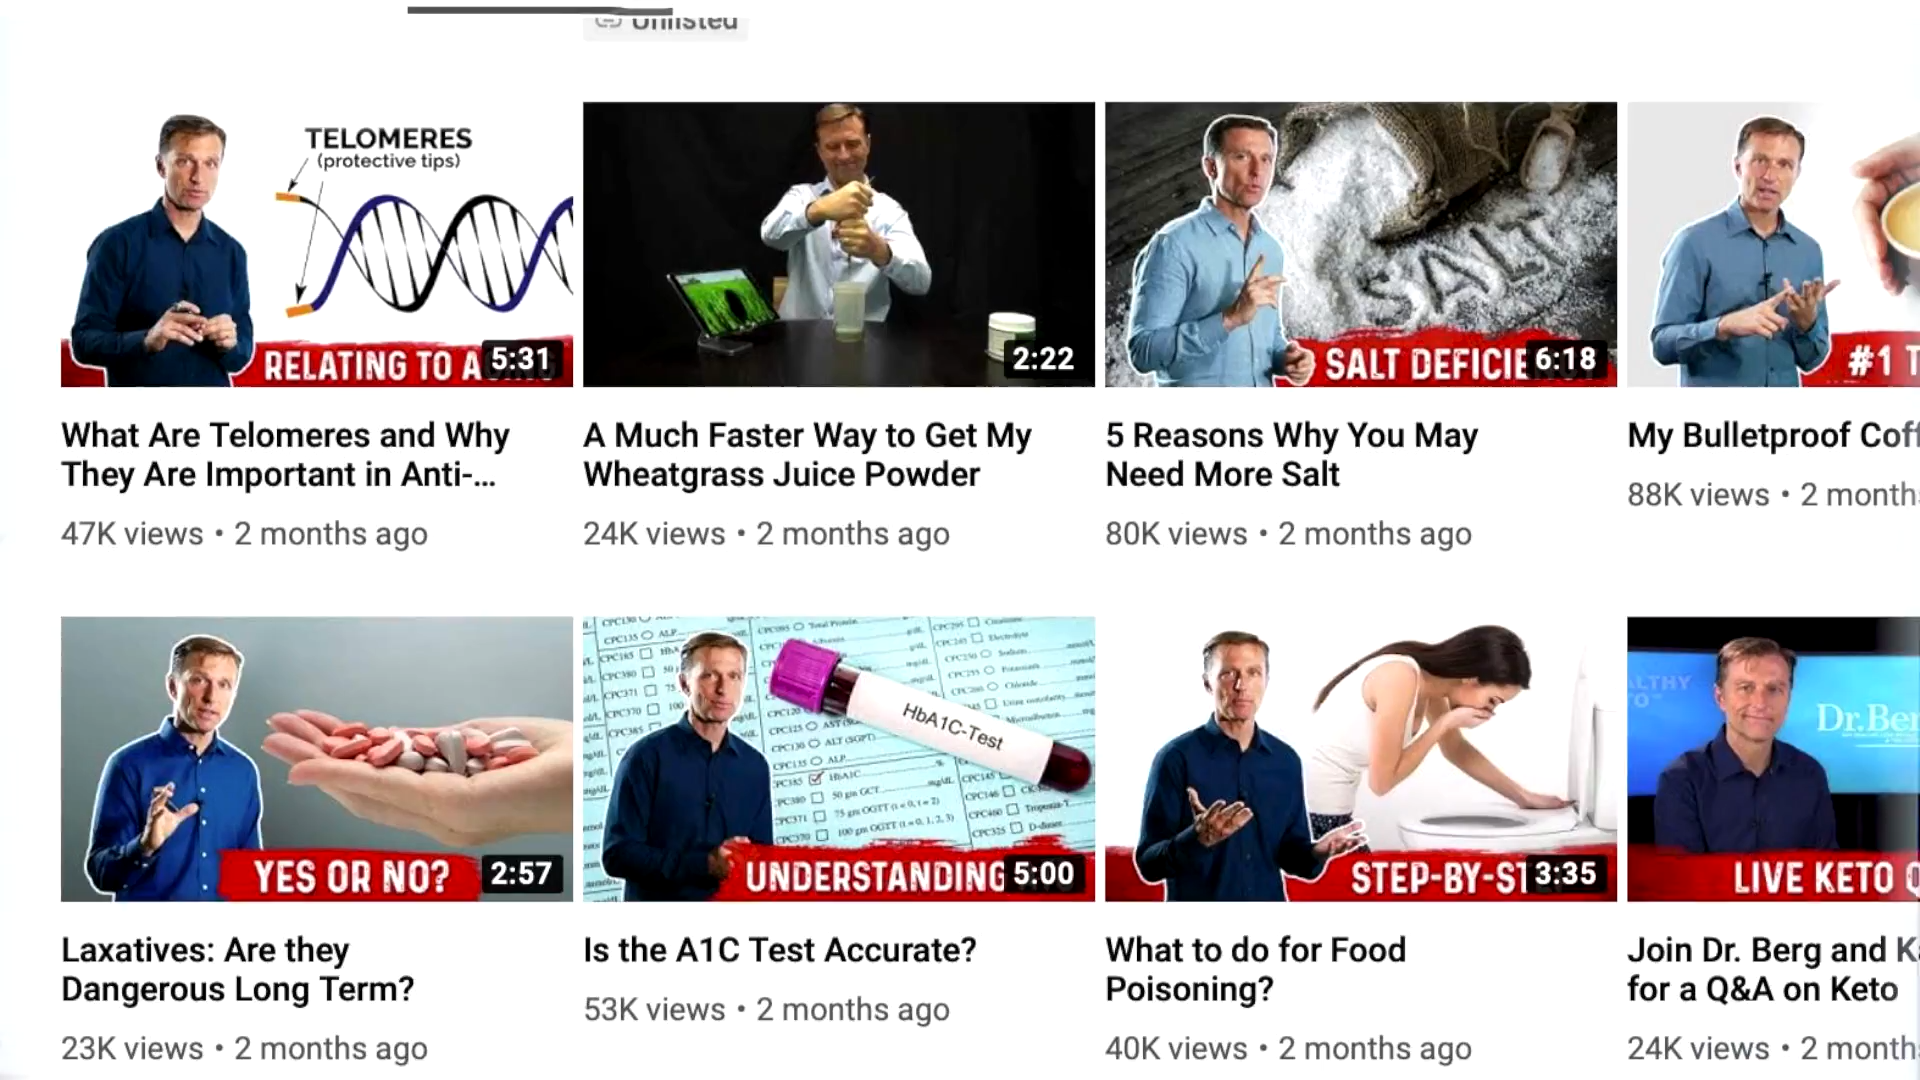 Unlisted
TELOMERES
(protective tips)
RELATING TO A
5:31
2:22
SALT
SALT DEFICIE
6:18
#1 T
What Are Telomeres and Why
They Are Important in Anti-...
47K views • 2 months ago
A Much Faster Way to Get My
Wheatgrass Juice Powder
24K views • 2 months ago
5 Reasons Why You May
Need More Salt
80K views • 2 months ago
My Bulletproof Coff
88K views • 2 month
YES OR NO?
2:57
HbA1C-Test
UNDERSTANDING
5:00
STEP-BY-ST
3:35
Dr.Ber
LIVE KETO Q
Laxatives: Are they
Dangerous Long Term?
23K views • 2 months ago
Is the A1C Test Accurate?
53K views • 2 months ago
What to do for Food
Poisoning?
40K views • 2 months ago
Join Dr. Berg and K
for a Q&A on Keto
24K views • 2 month